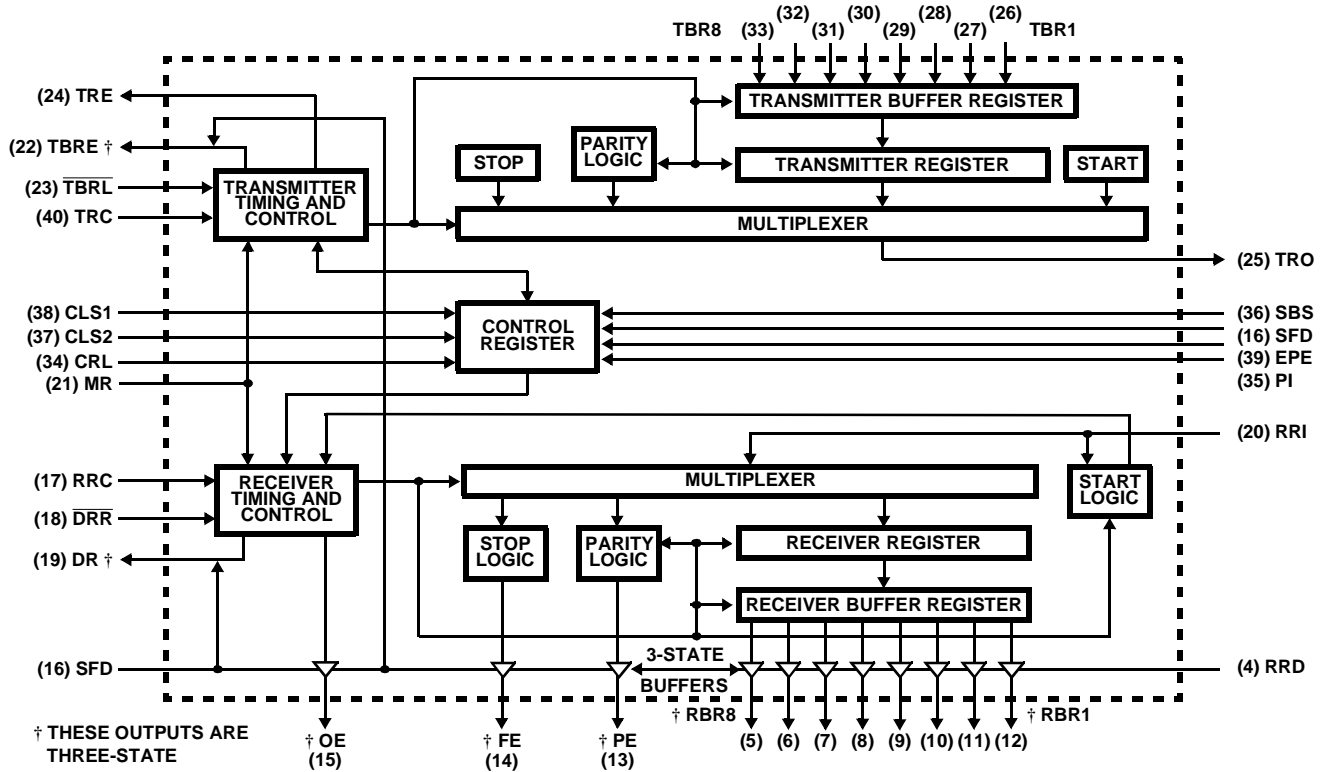 TBR8 (33) (32) (31) (30) (29) (28) (27) (26) TBR1
(24) TRE
TRANSMITTER BUFFER REGISTER
(22) TBRE †
STOP
PARITY
LOGIC
TRANSMITTER REGISTER
START
(23) T̅B̅R̅L̅
(40) TRC
TRANSMITTER
TIMING AND
CONTROL
MULTIPLEXER
(25) TRO
(38) CLS1
(37) CLS2
(34) CRL
(21) MR
CONTROL
REGISTER
(36) SBS
(16) SFD
(39) EPE
(35) PI
(20) RRI
(17) RRC
(18) D̅R̅R̅
(19) DR †
RECEIVER
TIMING AND
CONTROL
MULTIPLEXER
START
LOGIC
STOP
LOGIC
PARITY
LOGIC
RECEIVER REGISTER
RECEIVER BUFFER REGISTER
(16) SFD
3-STATE
BUFFERS
(4) RRD
† RBR8
† RBR1
† THESE OUTPUTS ARE
THREE-STATE
† OE
(15)
† FE
(14)
† PE
(13)
(5) (6) (7) (8) (9) (10) (11) (12)